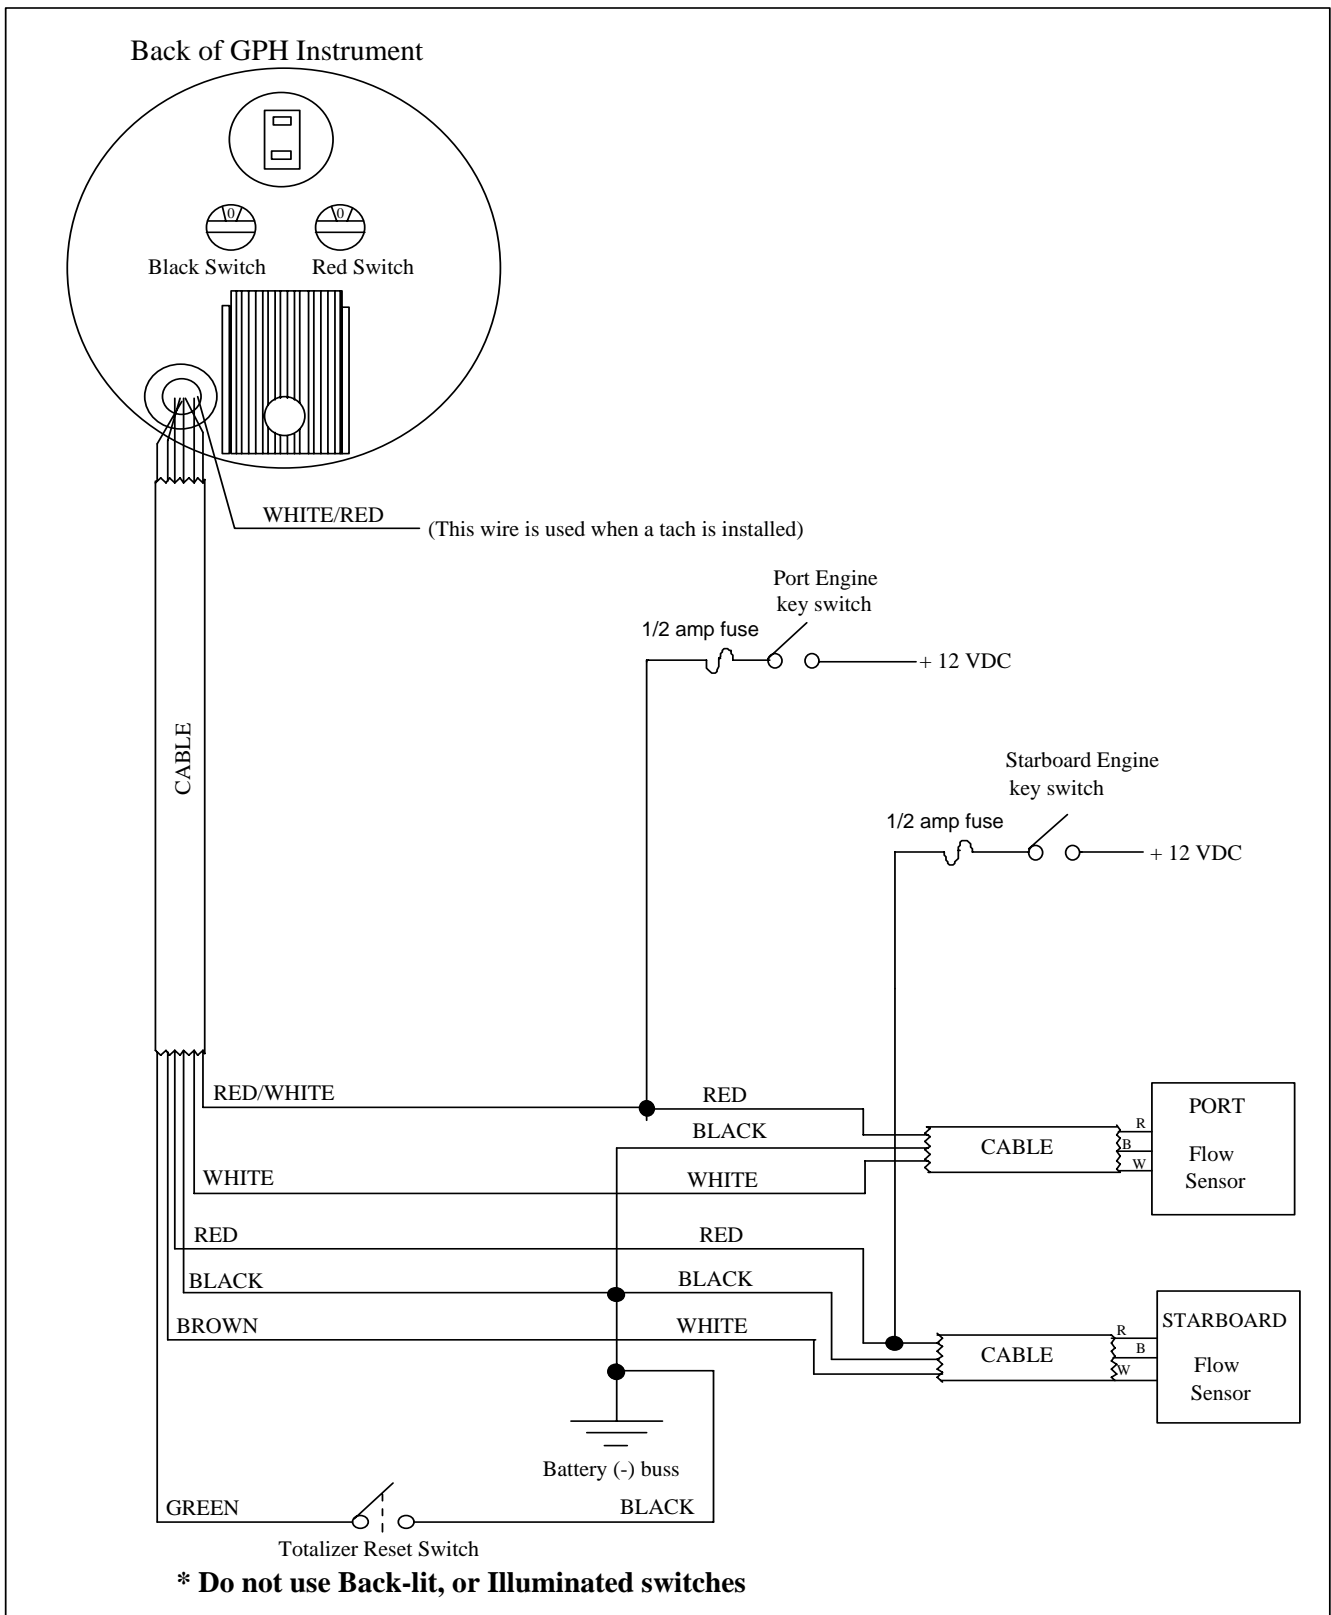 Back of GPH Instrument
0
0
Black Switch
Red Switch
WHITE/RED
(This wire is used when a tach is installed)
Port Engine
key switch
1/2 amp fuse
+ 12 VDC
CABLE
Starboard Engine
key switch
1/2 amp fuse
+ 12 VDC
RED/WHITE
RED
BLACK
WHITE
WHITE
CABLE
R
B
W
PORT
Flow
Sensor
RED
RED
BLACK
BLACK
BROWN
WHITE
CABLE
R
B
W
STARBOARD
Flow
Sensor
Battery (-) buss
GREEN
BLACK
Totalizer Reset Switch
* Do not use Back-lit, or Illuminated switches